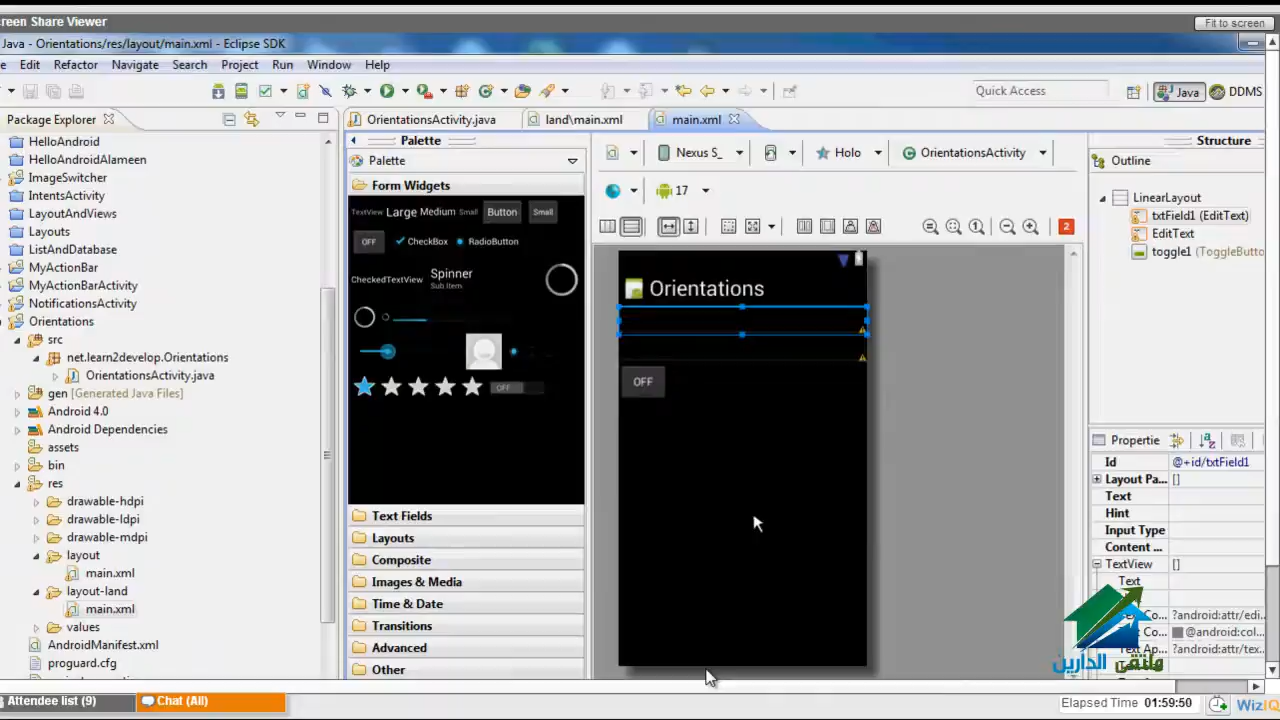 reen Share Viewer
Fit to screen
Java - Orientations/res/layout/main.xml - Eclipse SDK
e Edit Refactor Navigate Search Project Run Window Help
Quick Access
Java
DDMS
Package Explorer
OrientationsActivity.java
land\main.xml
main.xml
HelloAndroid
HelloAndroidAlameen
ImageSwitcher
IntentsActivity
LayoutAndViews
Layouts
ListAndDatabase
MyActionBar
MyActionBarActivity
NotificationsActivity
Orientations
src
net.learn2develop.Orientations
OrientationsActivity.java
gen [Generated Java Files]
Android 4.0
Android Dependencies
assets
bin
res
drawable-hdpi
drawable-ldpi
drawable-mdpi
layout
main.xml
layout-land
main.xml
values
AndroidManifest.xml
proguard.cfg
Palette
Palette
Form Widgets
TextView Large Medium Small Button Small
OFF CheckBox RadioButton
CheckedTextView Spinner
Sub Item
OFF
Text Fields
Layouts
Composite
Images & Media
Time & Date
Transitions
Advanced
Other
Nexus S_
Holo
OrientationsActivity
17
2
Orientations
OFF
Structure
Outline
LinearLayout
txtField1 (EditText)
EditText
toggle1 (ToggleButto
Propertie
Id @+id/txtField1
Layout Pa... []
Text
Hint
Input Type
Content ...
TextView []
Text
?android:attr/edi
@android:col...
?android:attr/tex...
ملتقى الدارين
Attendee list (9)
Chat (All)
Elapsed Time 01:59:50
WizIQ